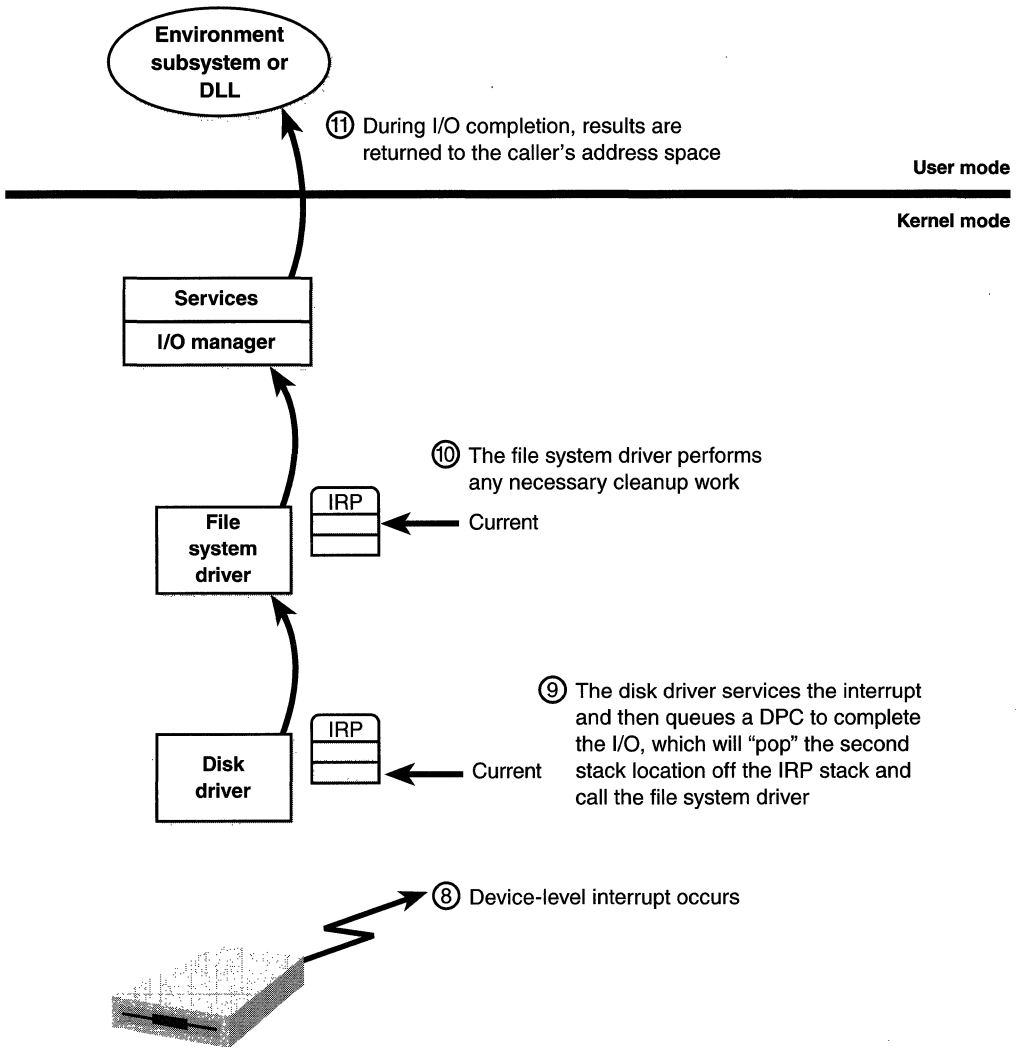 Environment
subsystem or
DLL
⑪ During I/O completion, results are
returned to the caller's address space
User mode
Kernel mode
Services
I/O manager
⑩ The file system driver performs
any necessary cleanup work
IRP
Current
File
system
driver
⑨ The disk driver services the interrupt
and then queues a DPC to complete
the I/O, which will “pop” the second
stack location off the IRP stack and
call the file system driver
IRP
Current
Disk
driver
⑧ Device-level interrupt occurs